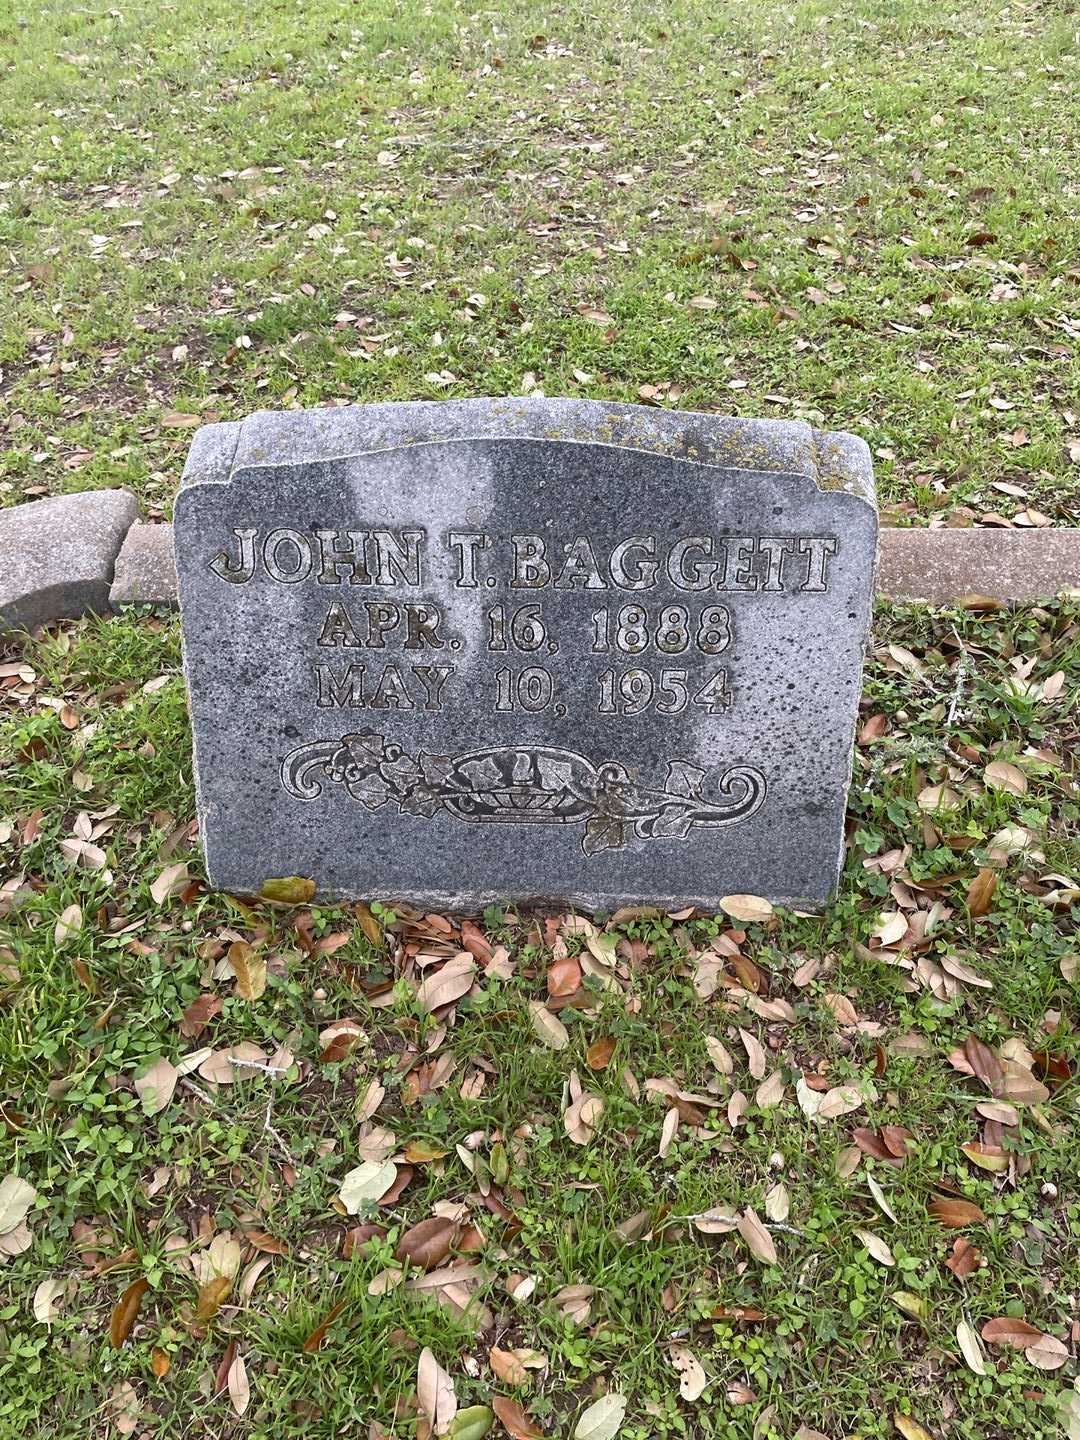 JOHN T. BAGGETT
APR. 16, 1888
MAY 10, 1954